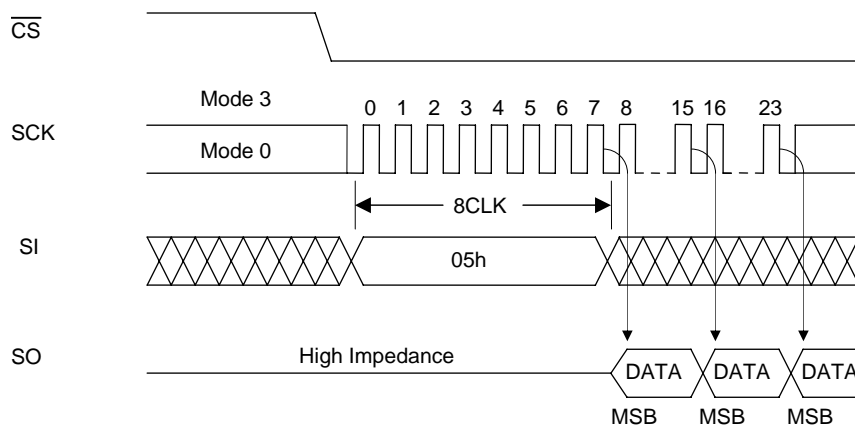 CS
Mode 3
0 1 2 3 4 5 6 7 8 15 16 23
SCK
Mode 0
8CLK
SI
05h
SO
High Impedance
DATA DATA DATA
MSB MSB MSB